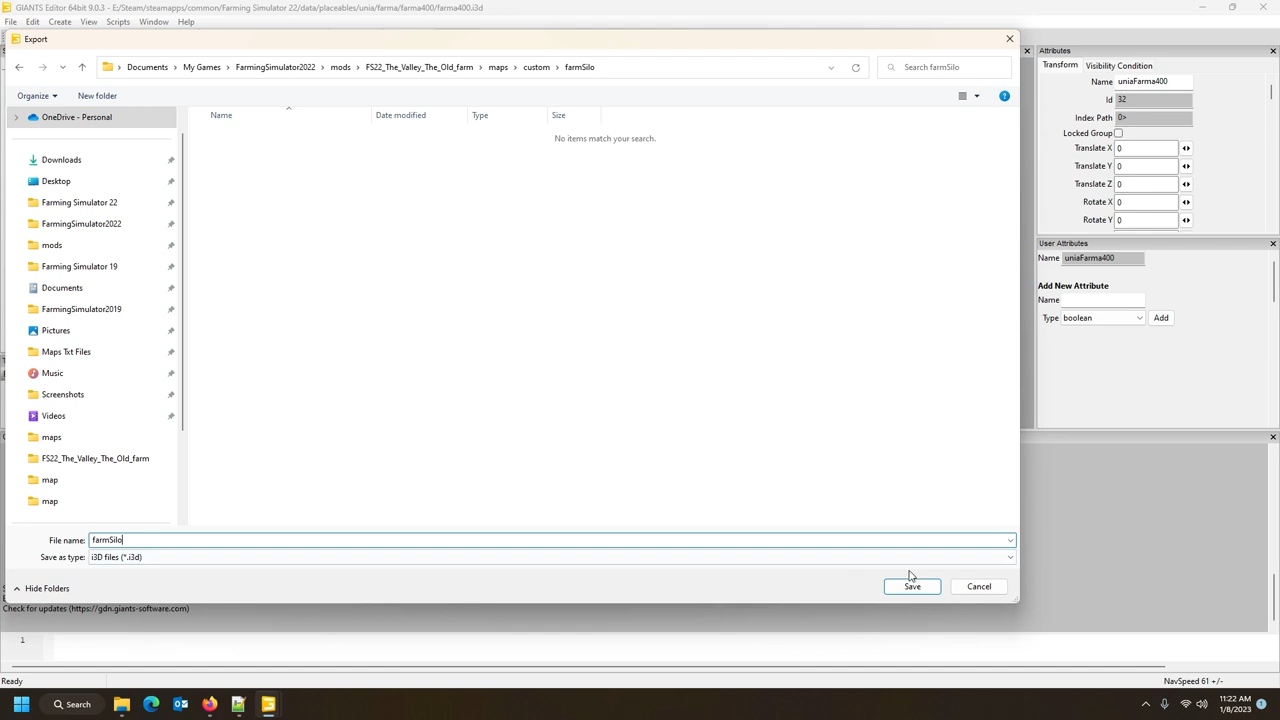 GIANTS Editor 64bit 9.0.3 - E:/Steam/steamapps/common/Farming Simulator 22/data/placeables/unia/farma/farma400/farma400.i3d
File Edit Create View Scripts Window Help
Export
Documents My Games FarmingSimulator2022 mods FS22_The_Valley_The_Old_farm maps custom farmSilo
Search farmSilo
Organize New folder
OneDrive - Personal
Downloads
Desktop
Farming Simulator 22
FarmingSimulator2022
mods
Farming Simulator 19
Documents
FarmingSimulator2019
Pictures
Maps Txt Files
Music
Screenshots
Videos
maps
FS22_The_Valley_The_Old_farm
map
map
Name Date modified Type Size
No items match your search.
File name: farmSilo
Save as type: i3D files (*.i3d)
Hide Folders
Save Cancel
Attributes
Transform Visibility Condition
Name uniaFarma400
Id 32
Index Path 0>
Locked Group
Translate X 0
Translate Y 0
Translate Z 0
Rotate X 0
Rotate Y 0
User Attributes
Name uniaFarma400
Add New Attribute
Name
Type boolean Add
Check for updates (https://gdn.giants-software.com)
1
Ready
NavSpeed 61 +/-
Search
11:22 AM
1/8/2023
1